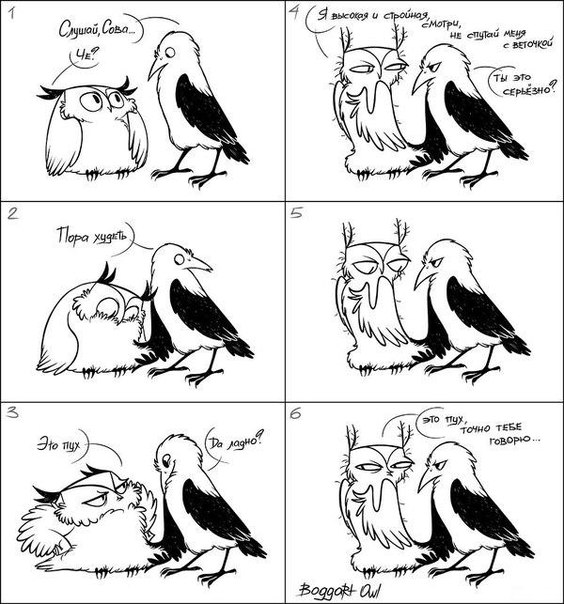 1
Слушай, Сова...
Че?
2
Пора худеть
3
Это пух
Да ладно?
4
Я высокая и стройная,
смотри,
не спутай меня
с веточкой
Ты это
серьёзно?
5
6
Это пух,
точно тебе
говорю...
Boggart Owl